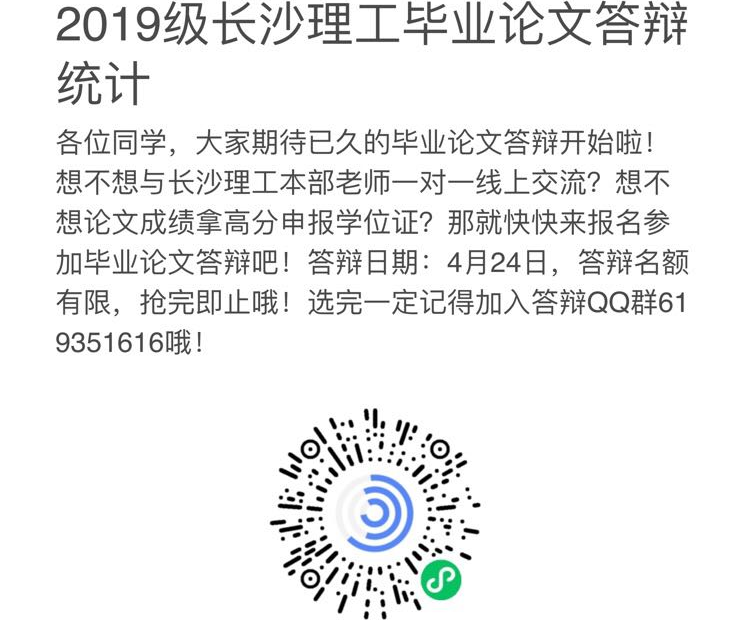 2019级长沙理工毕业论文答辩
统计
各位同学，大家期待已久的毕业论文答辩开始啦！
想不想与长沙理工本部老师一对一线上交流？想不
想论文成绩拿高分申报学位证？那就快快来报名参
加毕业论文答辩吧！答辩日期：4月24日，答辩名额
有限，抢完即止哦！选完一定记得加入答辩QQ群61
9351616哦！